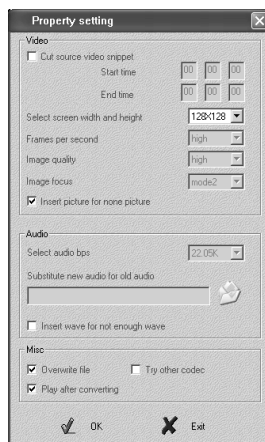 Property setting
Video
Cut source video snippet
Start time 00 00 00
End time 00 00 00
Select screen width and height 128X128
Frames per second high
Image quality high
Image focus mode2
Insert picture for none picture
Audio
Select audio bps 22.05K
Substitute new audio for old audio
Insert wave for not enough wave
Misc
Overwrite file Try other codec
Play after converting
OK Exit